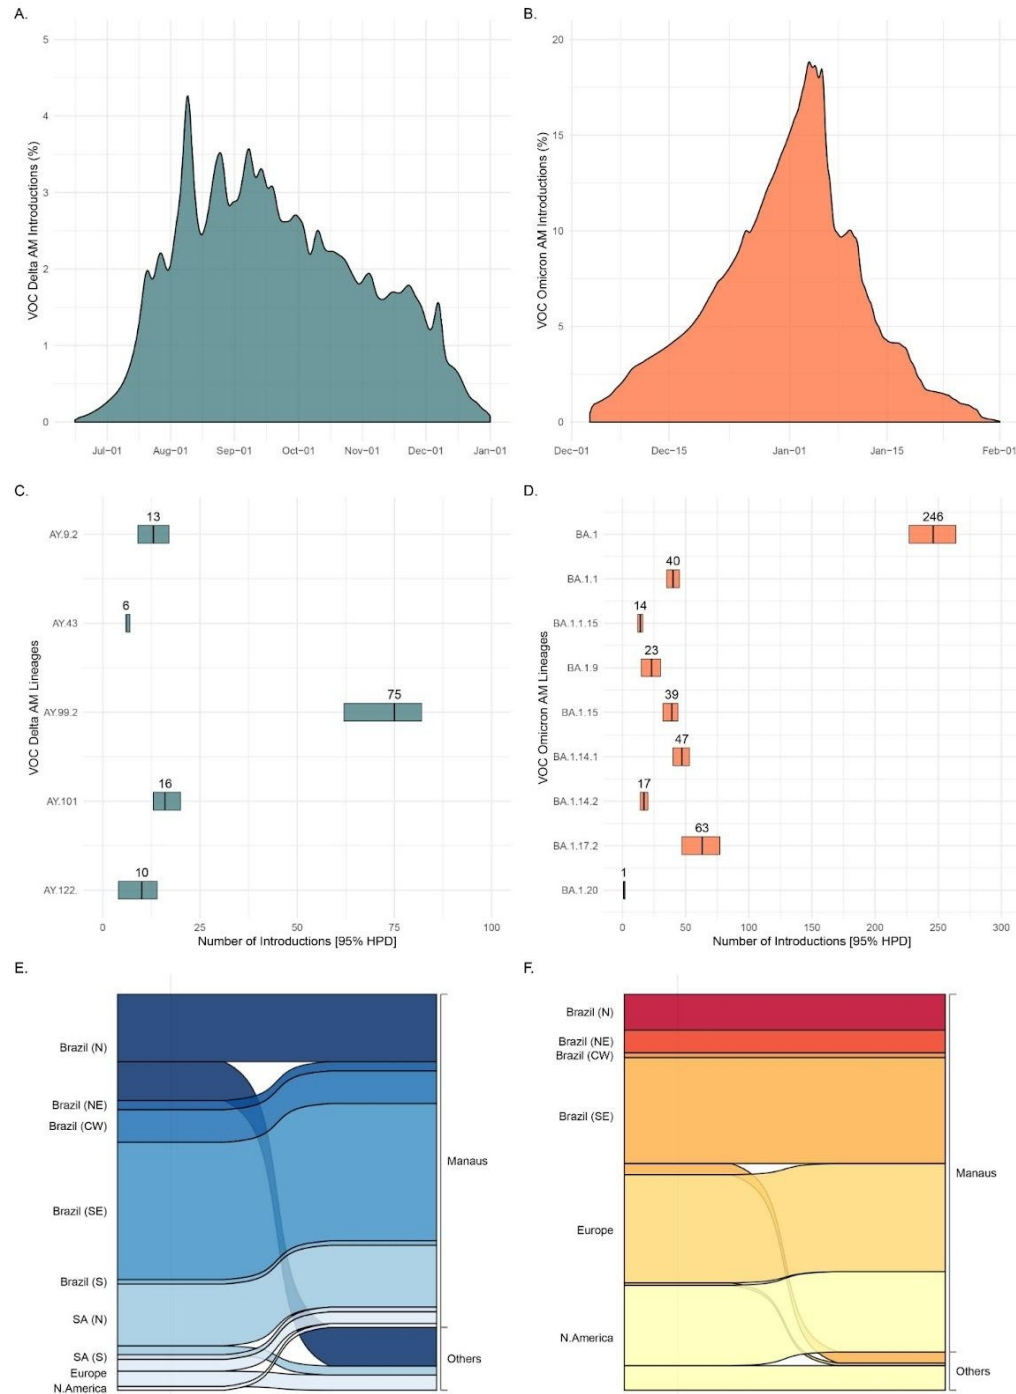 A.
VOC Delta AM Introductions (%)
5
4
3
2
1
0
Jul-01 Aug-01 Sep-01 Oct-01 Nov-01 Dec-01 Jan-01
B.
VOC Omicron AM Introductions (%)
20
15
10
5
0
Dec-01 Dec-15 Jan-01 Jan-15 Feb-01
C.
VOC Delta AM Lineages
AY.9.2 13
AY.43 6
AY.99.2 75
AY.101 16
AY.122. 10
0 25 50 75 100
Number of Introductions [95% HPD]
D.
VOC Omicron AM Lineages
BA.1 246
BA.1.1 40
BA.1.1.15 14
BA.1.9 23
BA.1.15 39
BA.1.14.1 47
BA.1.14.2 17
BA.1.17.2 63
BA.1.20 1
0 50 100 150 200 250 300
Number of Introductions [95% HPD]
E.
Brazil (N)
Brazil (NE)
Brazil (CW)
Brazil (SE)
Brazil (S)
SA (N)
SA (S)
Europe
N.America
Manaus
Others
F.
Brazil (N)
Brazil (NE)
Brazil (CW)
Brazil (SE)
Europe
N.America
Manaus
Others